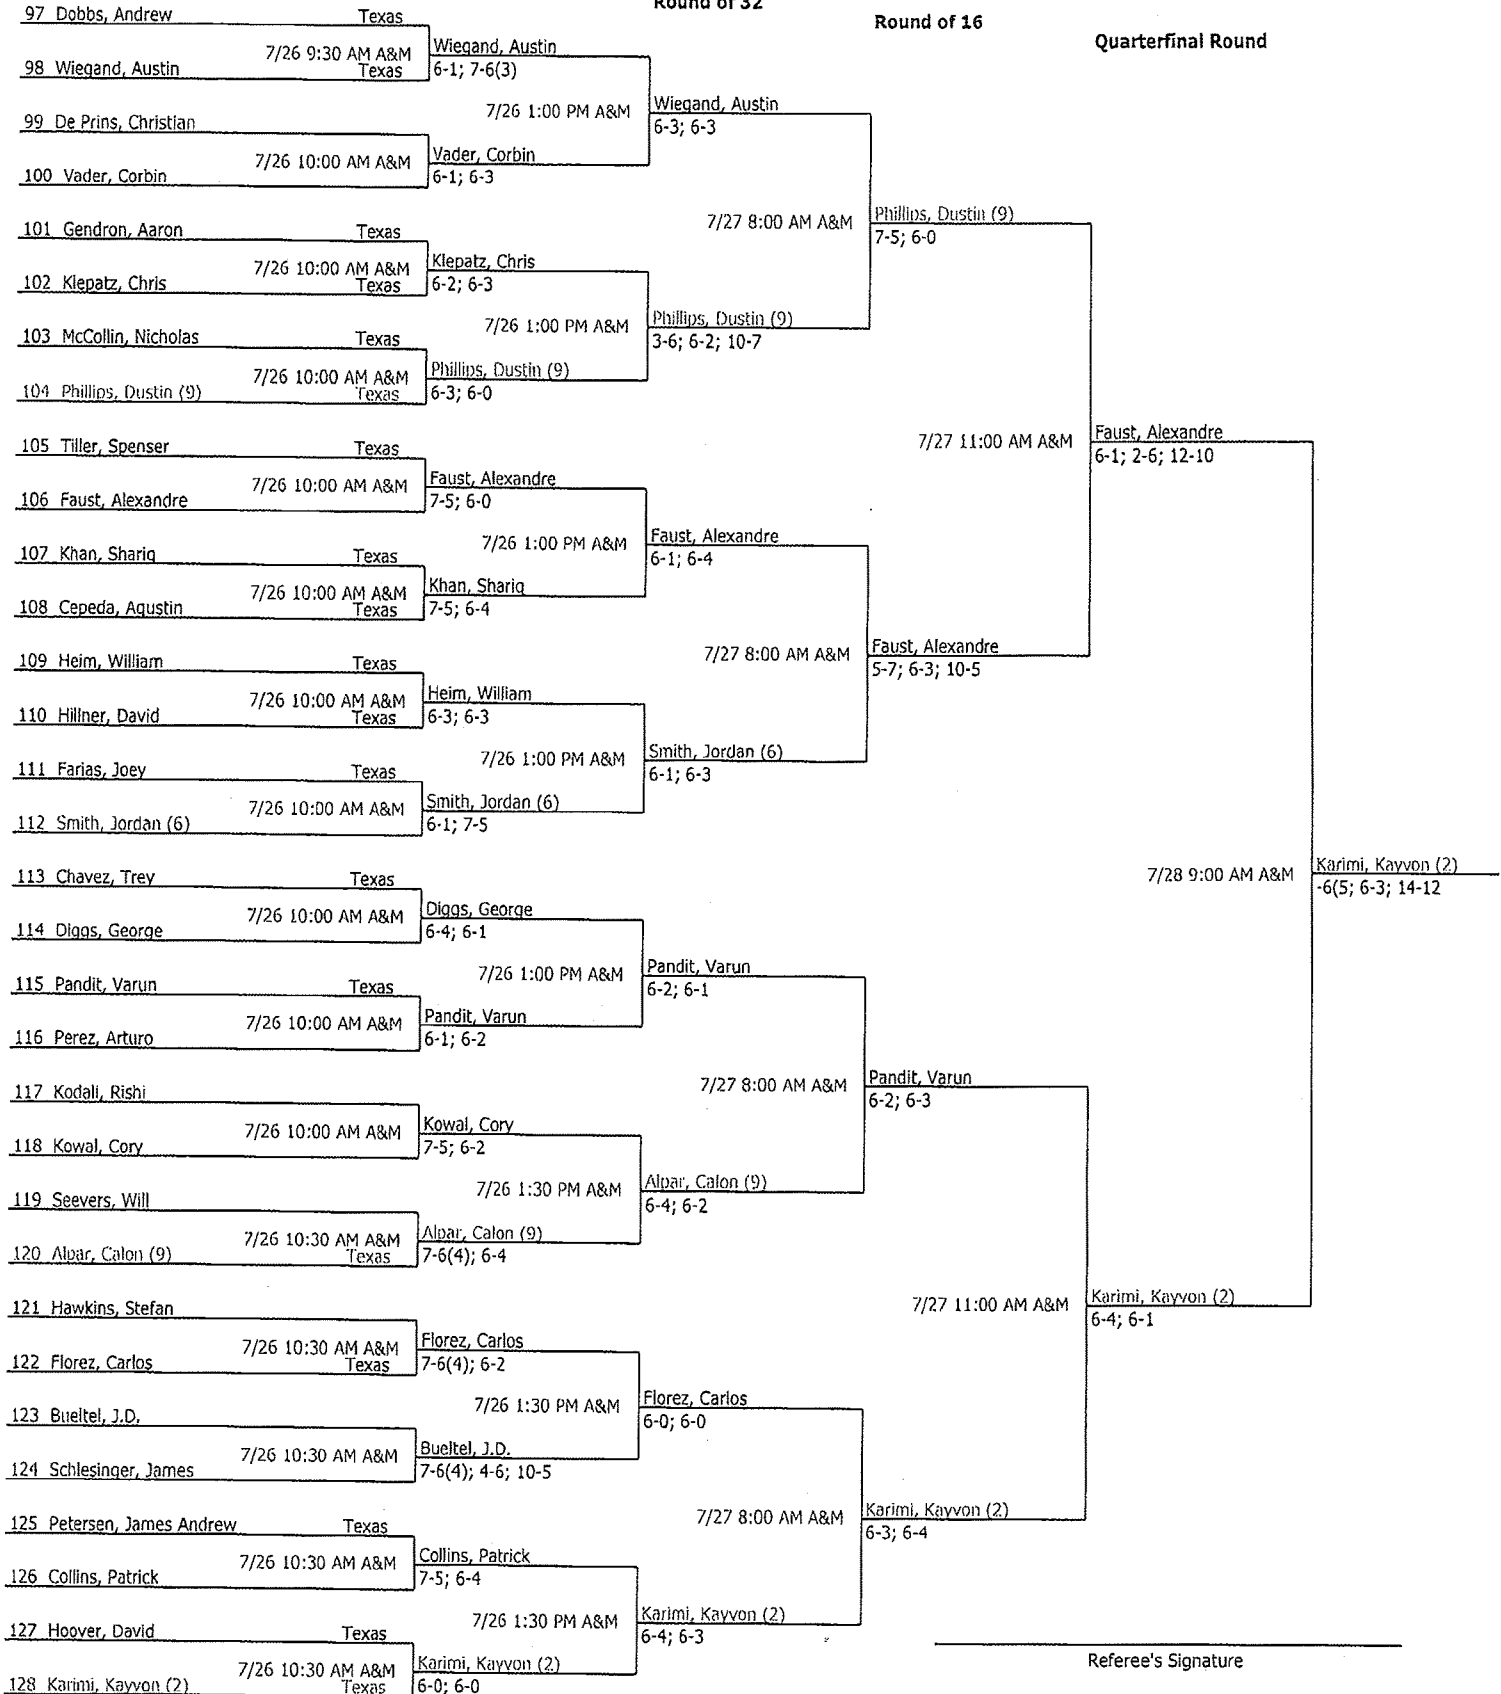 Round of 32
Round of 16
Quarterfinal Round
97 Dobbs, Andrew Texas
7/26 9:30 AM A&M
98 Wiegand, Austin Texas
Wiegand, Austin
6-1; 7-6(3)
7/26 1:00 PM A&M
99 De Prins, Christian
7/26 10:00 AM A&M
100 Vader, Corbin
Vader, Corbin
6-1; 6-3
Wiegand, Austin
6-3; 6-3
7/27 8:00 AM A&M
101 Gendron, Aaron Texas
7/26 10:00 AM A&M
102 Klepatz, Chris Texas
Klepatz, Chris
6-2; 6-3
7/26 1:00 PM A&M
103 McCollin, Nicholas Texas
7/26 10:00 AM A&M
104 Phillips, Dustin (9) Texas
Phillips, Dustin (9)
6-3; 6-0
Phillips, Dustin (9)
3-6; 6-2; 10-7
Phillips, Dustin (9)
7-5; 6-0
7/27 11:00 AM A&M
105 Tiller, Spenser Texas
7/26 10:00 AM A&M
106 Faust, Alexandre
Faust, Alexandre
7-5; 6-0
7/26 1:00 PM A&M
107 Khan, Shariq Texas
7/26 10:00 AM A&M
108 Cepeda, Agustin Texas
Khan, Shariq
7-5; 6-4
Faust, Alexandre
6-1; 6-4
7/27 8:00 AM A&M
109 Heim, William Texas
7/26 10:00 AM A&M
110 Hillner, David Texas
Heim, William
6-3; 6-3
7/26 1:00 PM A&M
111 Farias, Joey Texas
7/26 10:00 AM A&M
112 Smith, Jordan (6)
Smith, Jordan (6)
6-1; 7-5
Smith, Jordan (6)
6-1; 6-3
Faust, Alexandre
5-7; 6-3; 10-5
Faust, Alexandre
6-1; 2-6; 12-10
7/28 9:00 AM A&M
Karimi, Kayvon (2)
-6(5; 6-3; 14-12
113 Chavez, Trey Texas
7/26 10:00 AM A&M
114 Diggs, George
Diggs, George
6-4; 6-1
7/26 1:00 PM A&M
115 Pandit, Varun Texas
7/26 10:00 AM A&M
116 Perez, Arturo
Pandit, Varun
6-1; 6-2
Pandit, Varun
6-2; 6-1
7/27 8:00 AM A&M
117 Kodali, Rishi
7/26 10:00 AM A&M
118 Kowal, Cory
Kowal, Cory
7-5; 6-2
7/26 1:30 PM A&M
119 Seevers, Will
7/26 10:30 AM A&M
120 Alpar, Calon (9) Texas
Alpar, Calon (9)
7-6(4); 6-4
Alpar, Calon (9)
6-4; 6-2
Pandit, Varun
6-2; 6-3
7/27 11:00 AM A&M
121 Hawkins, Stefan
7/26 10:30 AM A&M
122 Florez, Carlos Texas
Florez, Carlos
7-6(4); 6-2
7/26 1:30 PM A&M
123 Bueltel, J.D.
7/26 10:30 AM A&M
124 Schlesinger, James
Bueltel, J.D.
7-6(4); 4-6; 10-5
Florez, Carlos
6-0; 6-0
7/27 8:00 AM A&M
125 Petersen, James Andrew Texas
7/26 10:30 AM A&M
126 Collins, Patrick
Collins, Patrick
7-5; 6-4
7/26 1:30 PM A&M
127 Hoover, David Texas
7/26 10:30 AM A&M
128 Karimi, Kayvon (2) Texas
Karimi, Kayvon (2)
6-0; 6-0
Karimi, Kayvon (2)
6-4; 6-3
Karimi, Kayvon (2)
6-3; 6-4
Karimi, Kayvon (2)
6-4; 6-1
Referee's Signature